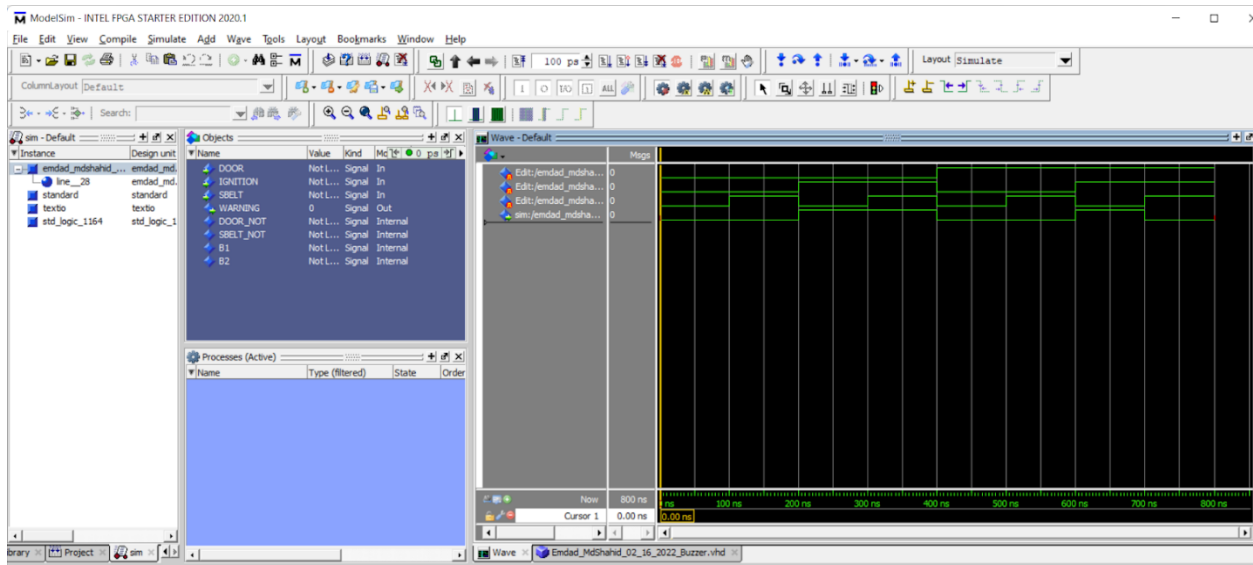 ModelSim - INTEL FPGA STARTER EDITION 2020.1
File Edit View Compile Simulate Add Wave Tools Layout Bookmarks Window Help
100 ps
Layout Simulate
ColumnLayout Default
Search:
sim - Default
Instance Design unit
emdad_mdshahid_... emdad_md.
line__28 emdad_md.
standard standard
textio textio
std_logic_1164 std_logic_1
Objects
Name Value Kind 0 ps
DOOR Not L... Signal In
IGNITION Not L... Signal In
SBELT Not L... Signal In
WARNING 0 Signal Out
DOOR_NOT Not L... Signal Internal
SBELT_NOT Not L... Signal Internal
B1 Not L... Signal Internal
B2 Not L... Signal Internal
Processes (Active)
Name Type (filtered) State Order
Wave - Default
Msgs
Edit:/emdad_mdsha... 0
Edit:/emdad_mdsha... 0
Edit:/emdad_mdsha... 0
sim:/emdad_mdsha... 0
Now 800 ns ns 100 ns 200 ns 300 ns 400 ns 500 ns 600 ns 700 ns 800 ns
Cursor 1 0.00 ns 0.00 ns
brary Project sim
Wave Emdad_MdShahid_02_16_2022_Buzzer.vhd